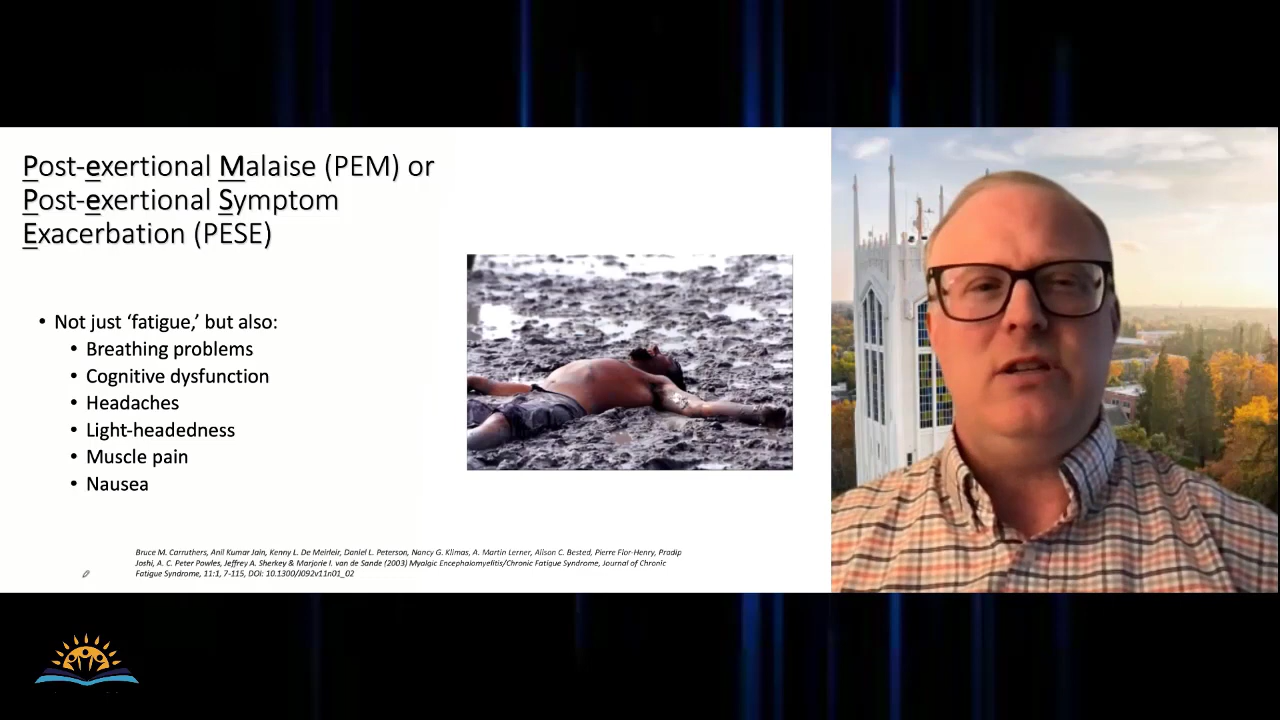 Post-exertional Malaise (PEM) or
Post-exertional Symptom
Exacerbation (PESE)
• Not just ‘fatigue,’ but also:
• Breathing problems
• Cognitive dysfunction
• Headaches
• Light-headedness
• Muscle pain
• Nausea
Bruce M. Carruthers, Anil Kumar Jain, Kenny L. De Meirleir, Daniel L. Peterson, Nancy G. Klimas, A. Martin Lerner, Alison C. Bested, Pierre Flor-Henry, Pradip
Joshi, A. C. Peter Powles, Jeffrey A. Sherkey & Marjorie I. van de Sande (2003) Myalgic Encephalomyelitis/Chronic Fatigue Syndrome, Journal of Chronic
Fatigue Syndrome, 11:1, 7-115, DOI: 10.1300/J092v11n01_02